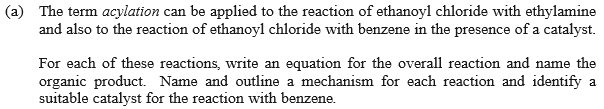 (a) The term acylation can be applied to the reaction of ethanoyl chloride with ethylamine
and also to the reaction of ethanoyl chloride with benzene in the presence of a catalyst.
For each of these reactions, write an equation for the overall reaction and name the
organic product. Name and outline a mechanism for each reaction and identify a
suitable catalyst for the reaction with benzene.